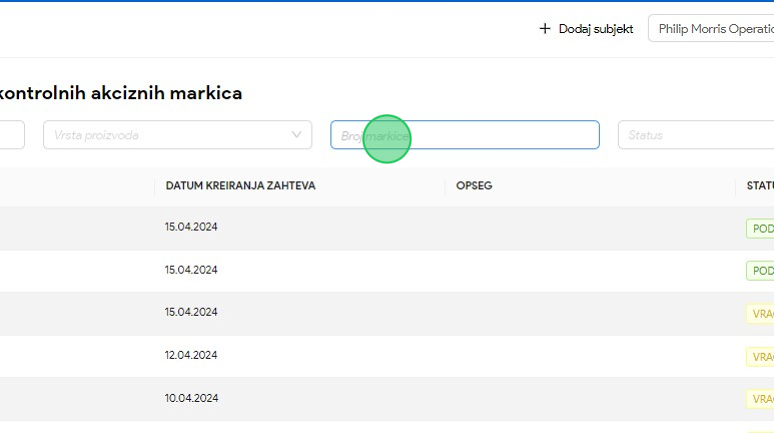 Dodaj subjekt
Philip Morris Operatio
kontrolnih akciznih markica
Vrsta proizvoda
Broj markice
Status
DATUM KREIRANJA ZAHTEVA
OPSEG
STATU
15.04.2024
POD
15.04.2024
POD
15.04.2024
VRA
12.04.2024
VRA
10.04.2024
VRA